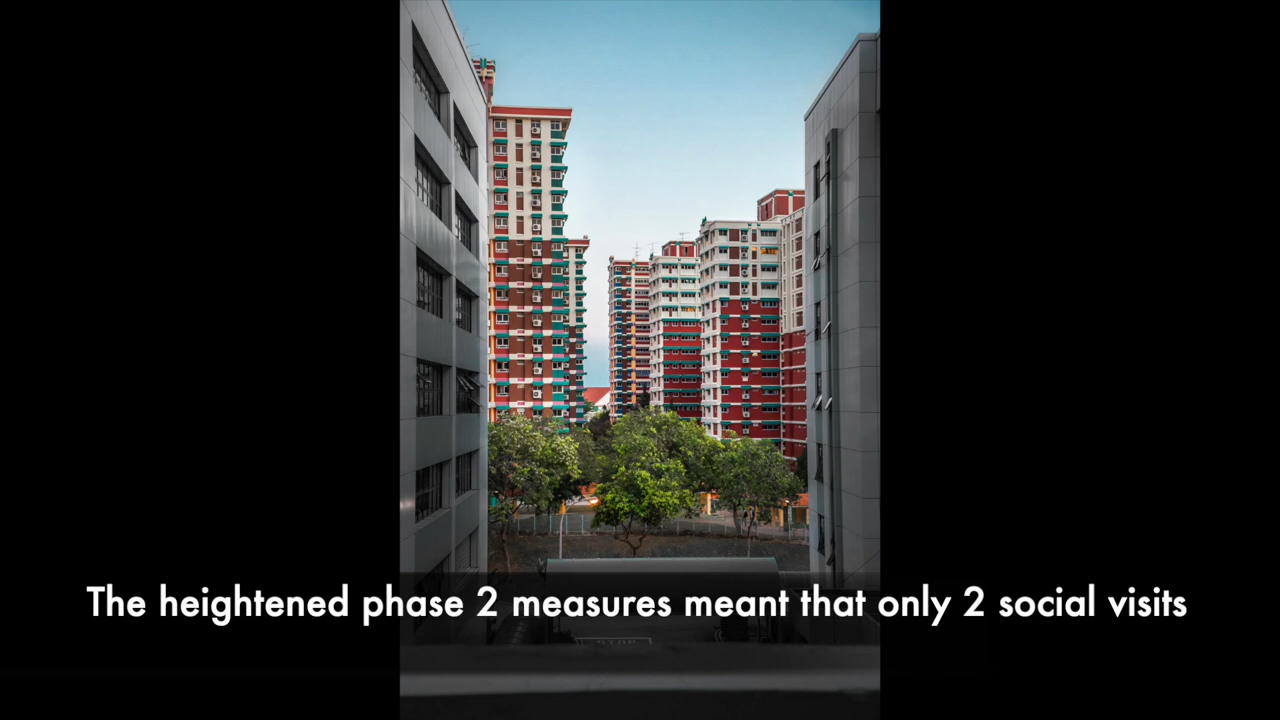 The heightened phase 2 measures meant that only 2 social visits